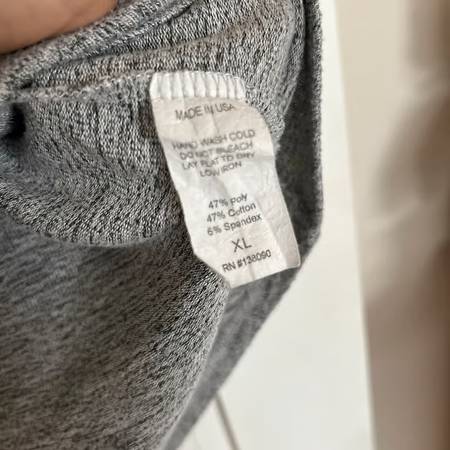 MADE IN USA
HAND WASH COLD
DO NOT BLEACH
LAY FLAT TO DRY
LOW IRON
47% Poly
47% Cotton
6% Spandex
XL
RN #138090